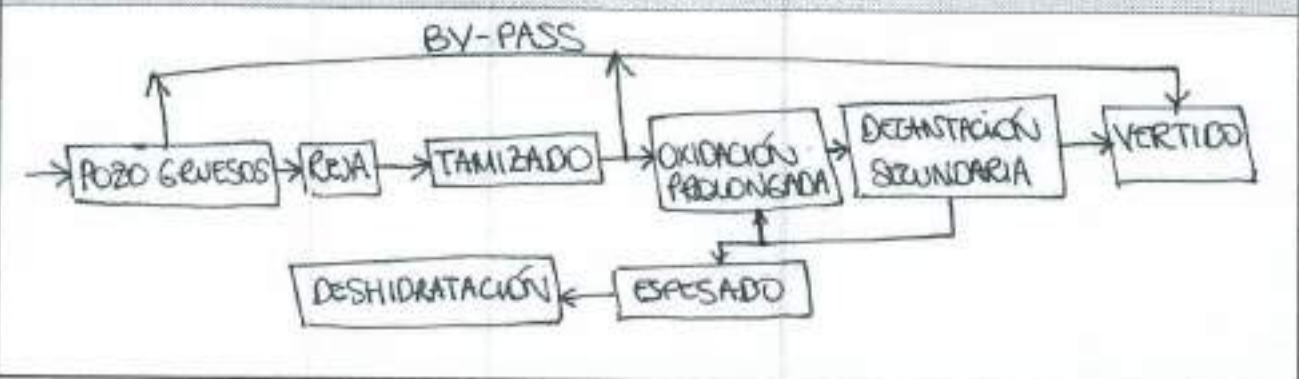 BY-PASS
POZO GRUESOS
REJA
TAMIZADO
OXIDACIÓN
PROLONGADA
DECANTACIÓN
SECUNDARIA
VERTIDO
DESHIDRATACIÓN
ESPESADO